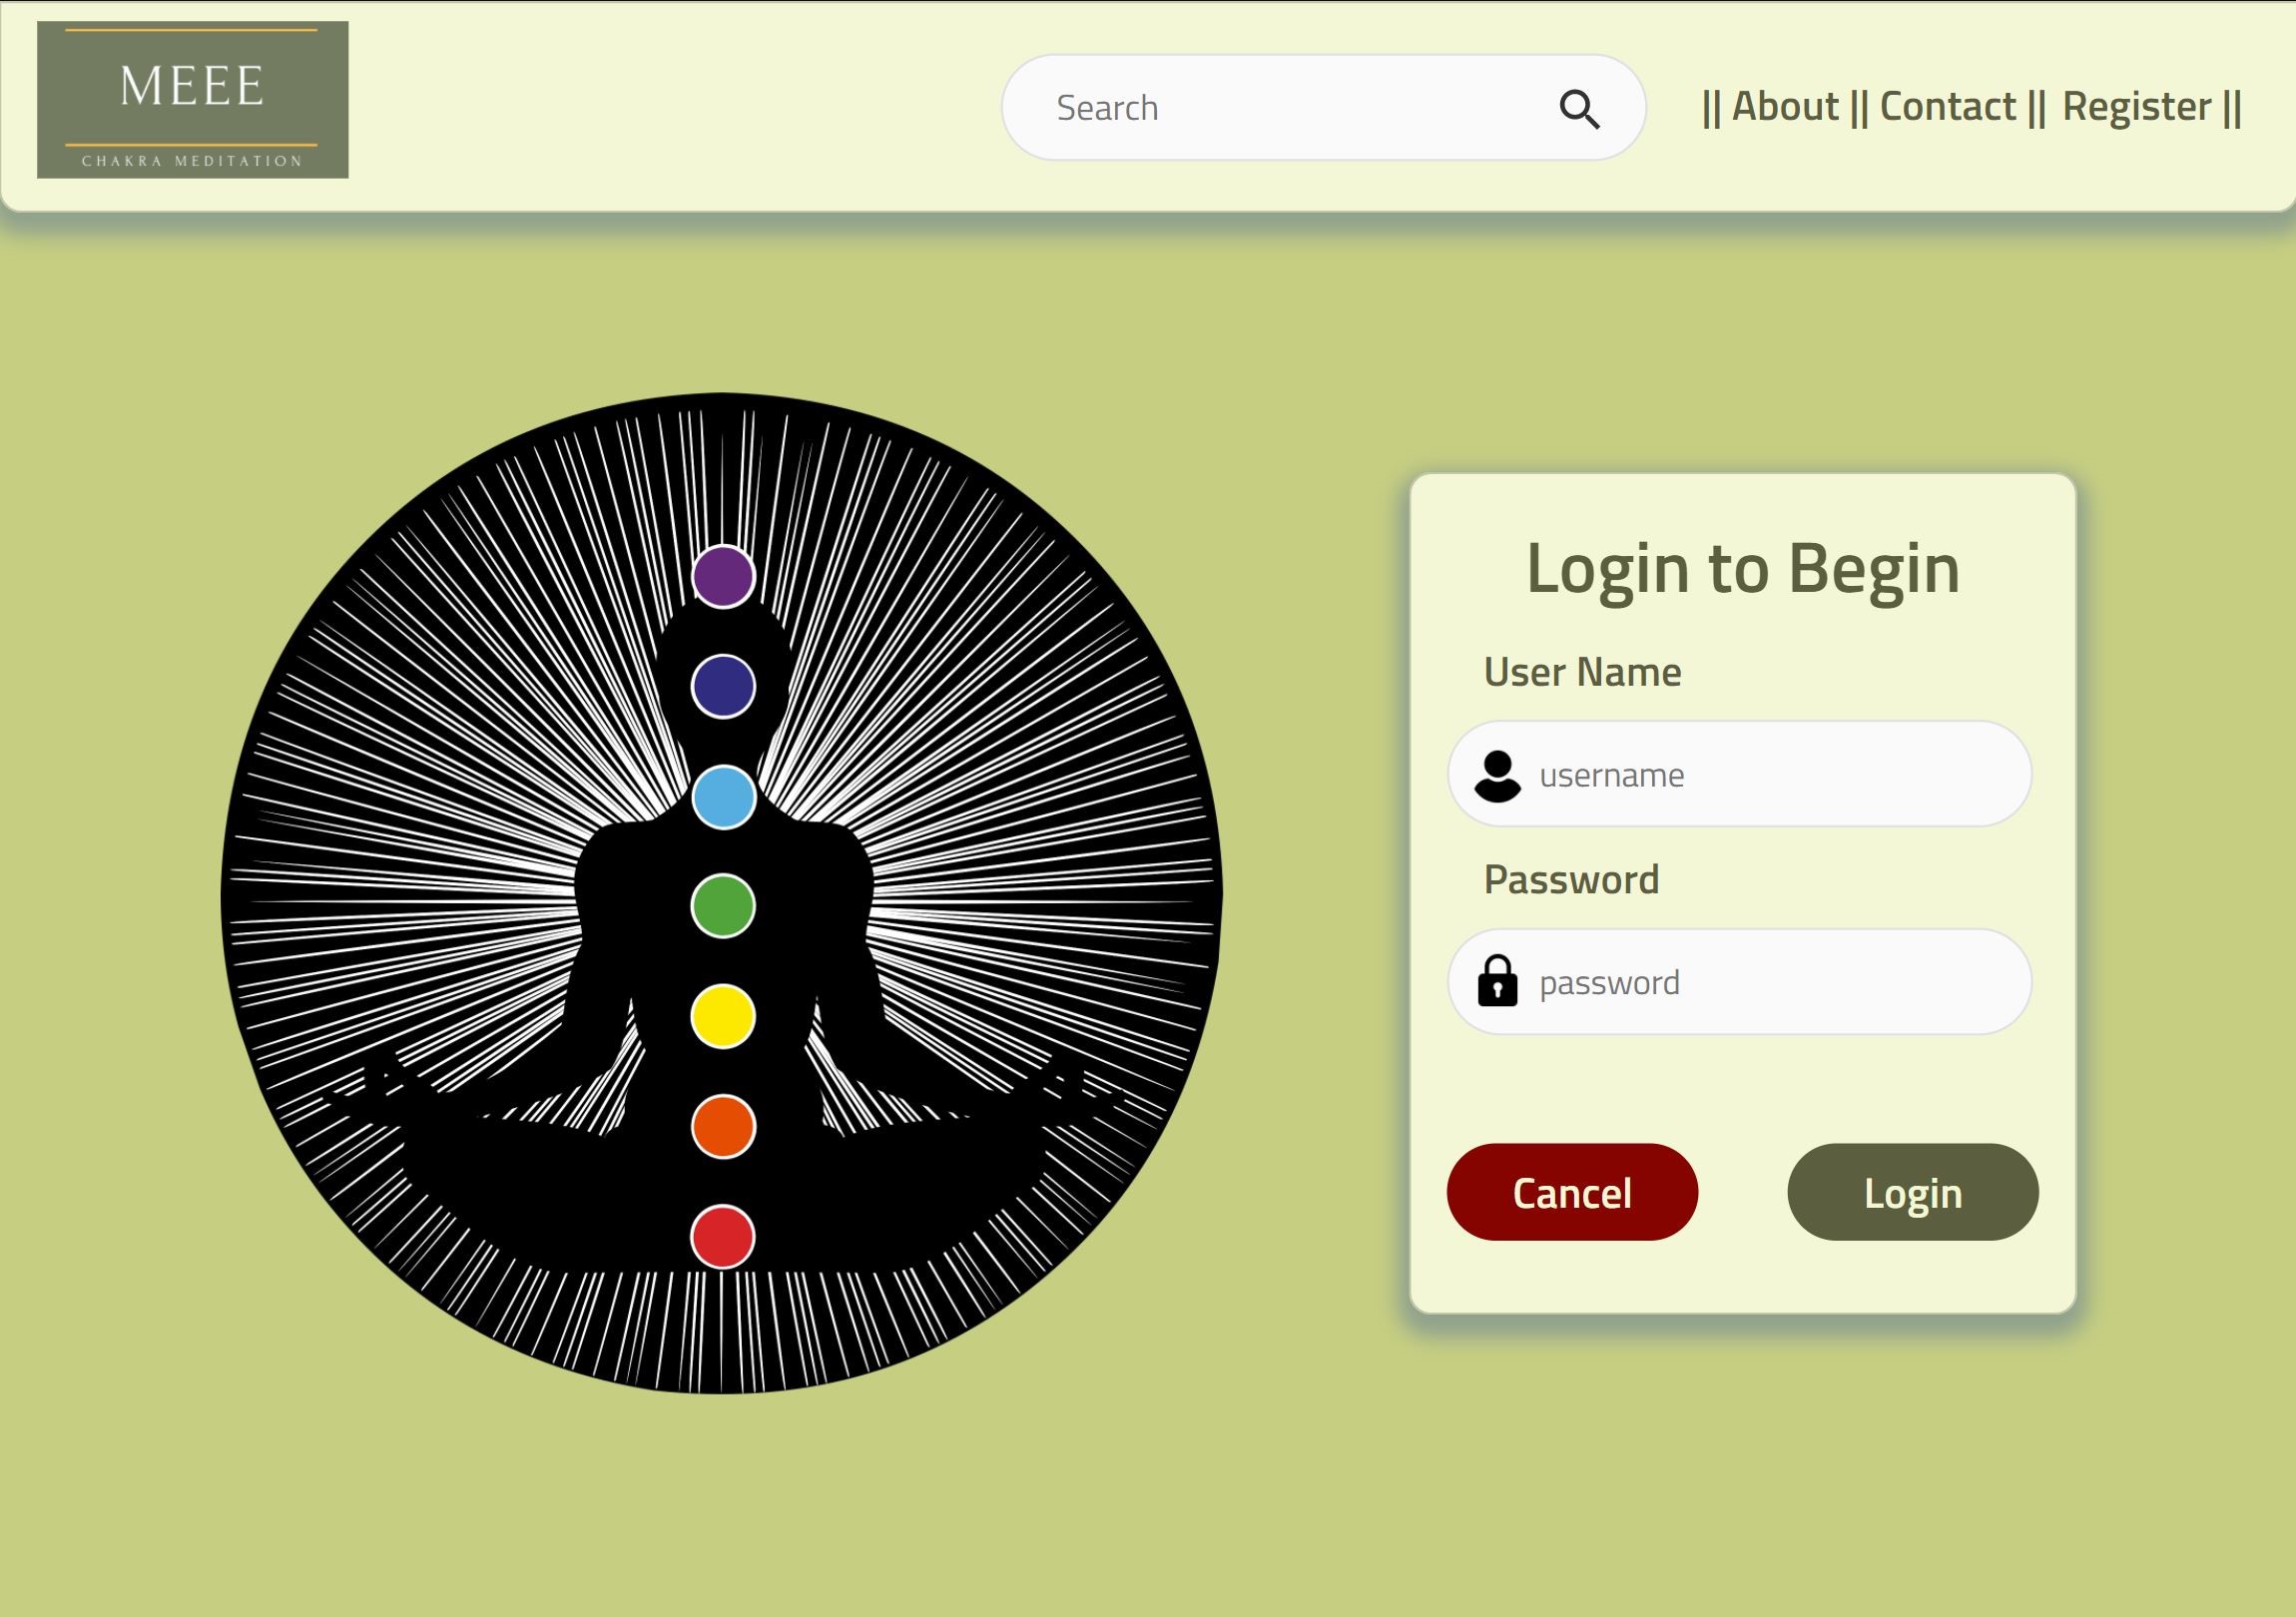 MEEE
CHAKRA MEDITATION
Search
|| About || Contact || Register ||
Login to Begin
User Name
username
Password
password
Cancel
Login